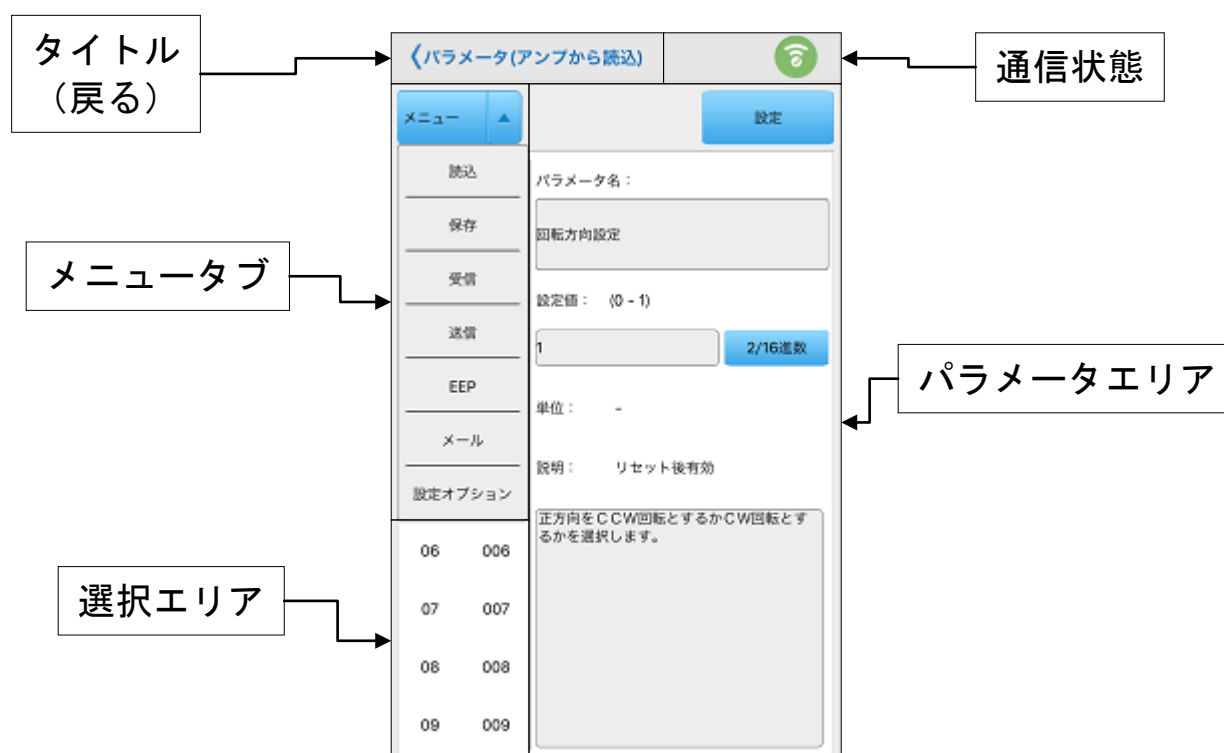 タイトル
（戻る）
パラメータ(アンプから読込)
通信状態
メニュー
設定
読込
保存
受信
送信
EEP
メール
設定オプション
メニュータブ
パラメータ名：
回転方向設定
設定値： (0 - 1)
1
2/16進数
単位： -
説明： リセット後有効
正方向をＣＣＷ回転とするかＣＷ回転とす
るかを選択します。
パラメータエリア
選択エリア
06 006
07 007
08 008
09 009